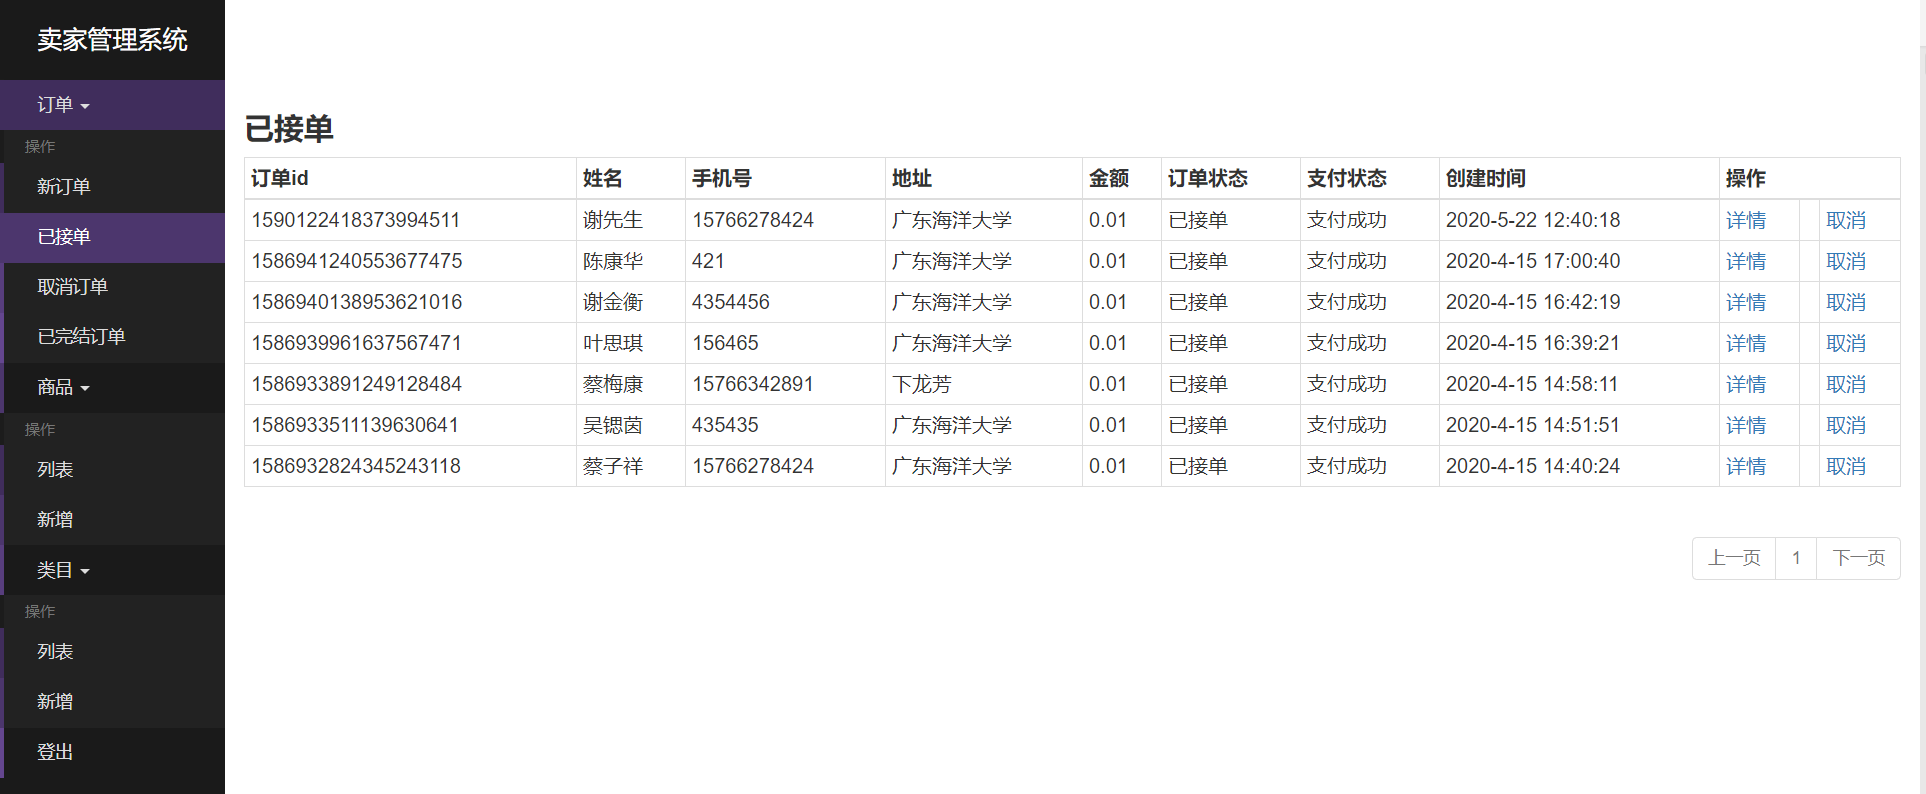 卖家管理系统
订单
操作
新订单
已接单
取消订单
已完结订单
商品
操作
列表
新增
类目
操作
列表
新增
登出
已接单
订单id 姓名 手机号 地址 金额 订单状态 支付状态 创建时间 操作
1590122418373994511 谢先生 15766278424 广东海洋大学 0.01 已接单 支付成功 2020-5-22 12:40:18 详情 取消
1586941240553677475 陈康华 421 广东海洋大学 0.01 已接单 支付成功 2020-4-15 17:00:40 详情 取消
1586940138953621016 谢金衡 4354456 广东海洋大学 0.01 已接单 支付成功 2020-4-15 16:42:19 详情 取消
1586939961637567471 叶思琪 156465 广东海洋大学 0.01 已接单 支付成功 2020-4-15 16:39:21 详情 取消
1586933891249128484 蔡梅康 15766342891 下龙芳 0.01 已接单 支付成功 2020-4-15 14:58:11 详情 取消
1586933511139630641 吴锶茵 435435 广东海洋大学 0.01 已接单 支付成功 2020-4-15 14:51:51 详情 取消
1586932824345243118 蔡子祥 15766278424 广东海洋大学 0.01 已接单 支付成功 2020-4-15 14:40:24 详情 取消
上一页 1 下一页